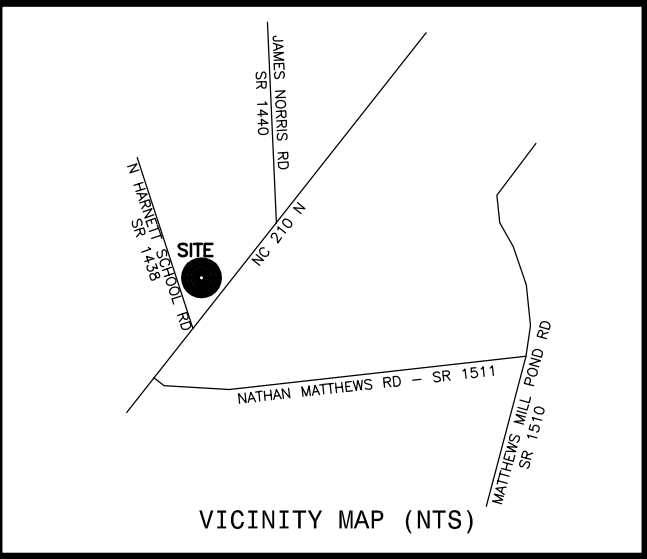 JAMES NORRIS RD
SR 1440
N HARNETT SCHOOL RD
SR 1438
SITE
NC 210 N
NATHAN MATTHEWS RD – SR 1511
MATTHEWS MILL POND RD
SR 1510
VICINITY MAP (NTS)